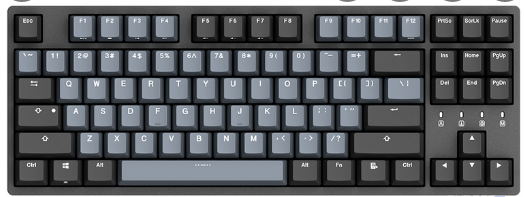 Esc F1 F2 F3 F4 F5 F6 F7 F8 F9 F10 F11 F12 PrtSc ScrLk Pause
\~ 1! 2@ 3# 4$ 5% 6^ 7& 8* 9( 0) -_ =+ Ins Home PgUp
Q W E R T Y U I O P [{ ]} \| Del End PgDn
A S D F G H J K L ;: '"
Z X C V B N M ,< .> /?
Ctrl Alt Alt Fn Ctrl